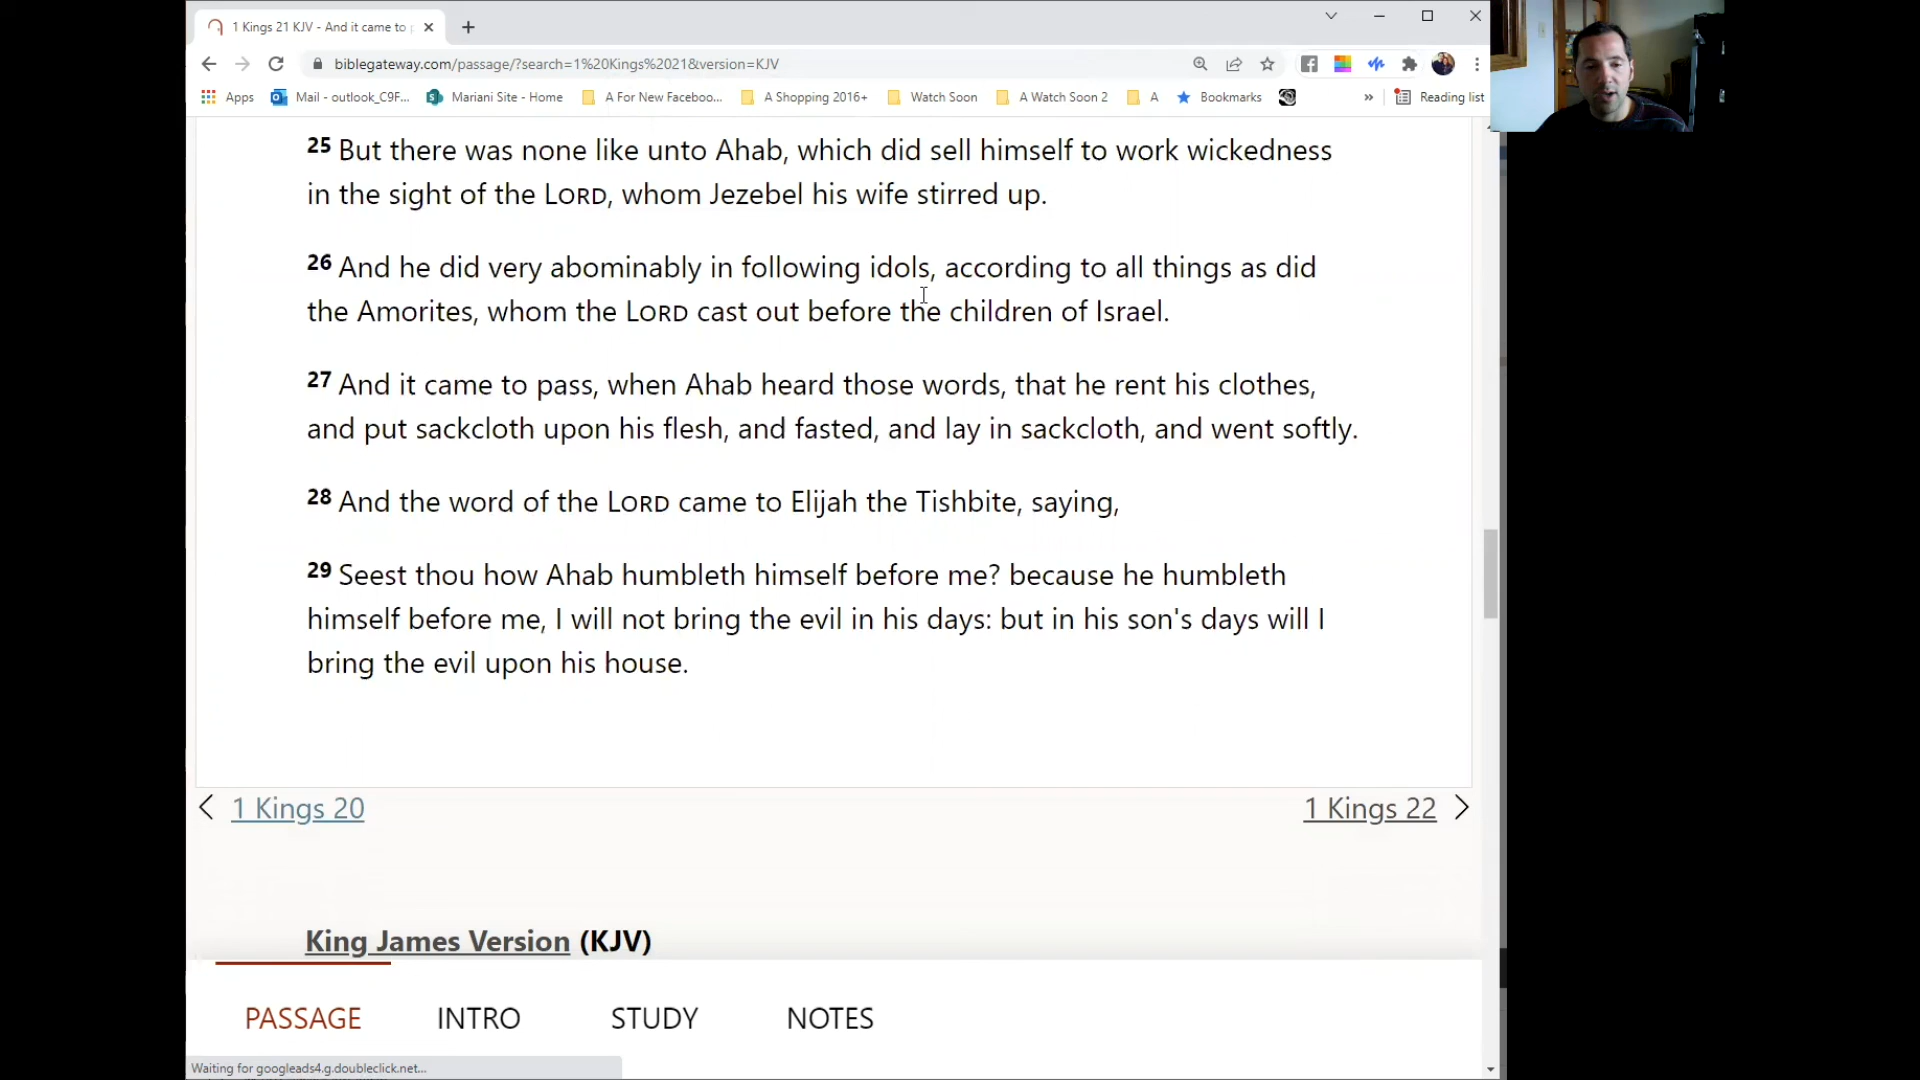 1 Kings 21 KJV - And it came to
biblegateway.com/passage/?search=1%20Kings%2021&version=KJV
Apps Mail - outlook_C9F... Mariani Site - Home A For New Faceboo... A Shopping 2016+ Watch Soon A Watch Soon 2 A Bookmarks » Reading list
25 But there was none like unto Ahab, which did sell himself to work wickedness
in the sight of the LORD, whom Jezebel his wife stirred up.
26 And he did very abominably in following idols, according to all things as did
the Amorites, whom the LORD cast out before the children of Israel.
27 And it came to pass, when Ahab heard those words, that he rent his clothes,
and put sackcloth upon his flesh, and fasted, and lay in sackcloth, and went softly.
28 And the word of the LORD came to Elijah the Tishbite, saying,
29 Seest thou how Ahab humbleth himself before me? because he humbleth
himself before me, I will not bring the evil in his days: but in his son's days will I
bring the evil upon his house.
1 Kings 20 1 Kings 22
King James Version (KJV)
PASSAGE INTRO STUDY NOTES
Waiting for googleads4.g.doubleclick.net...